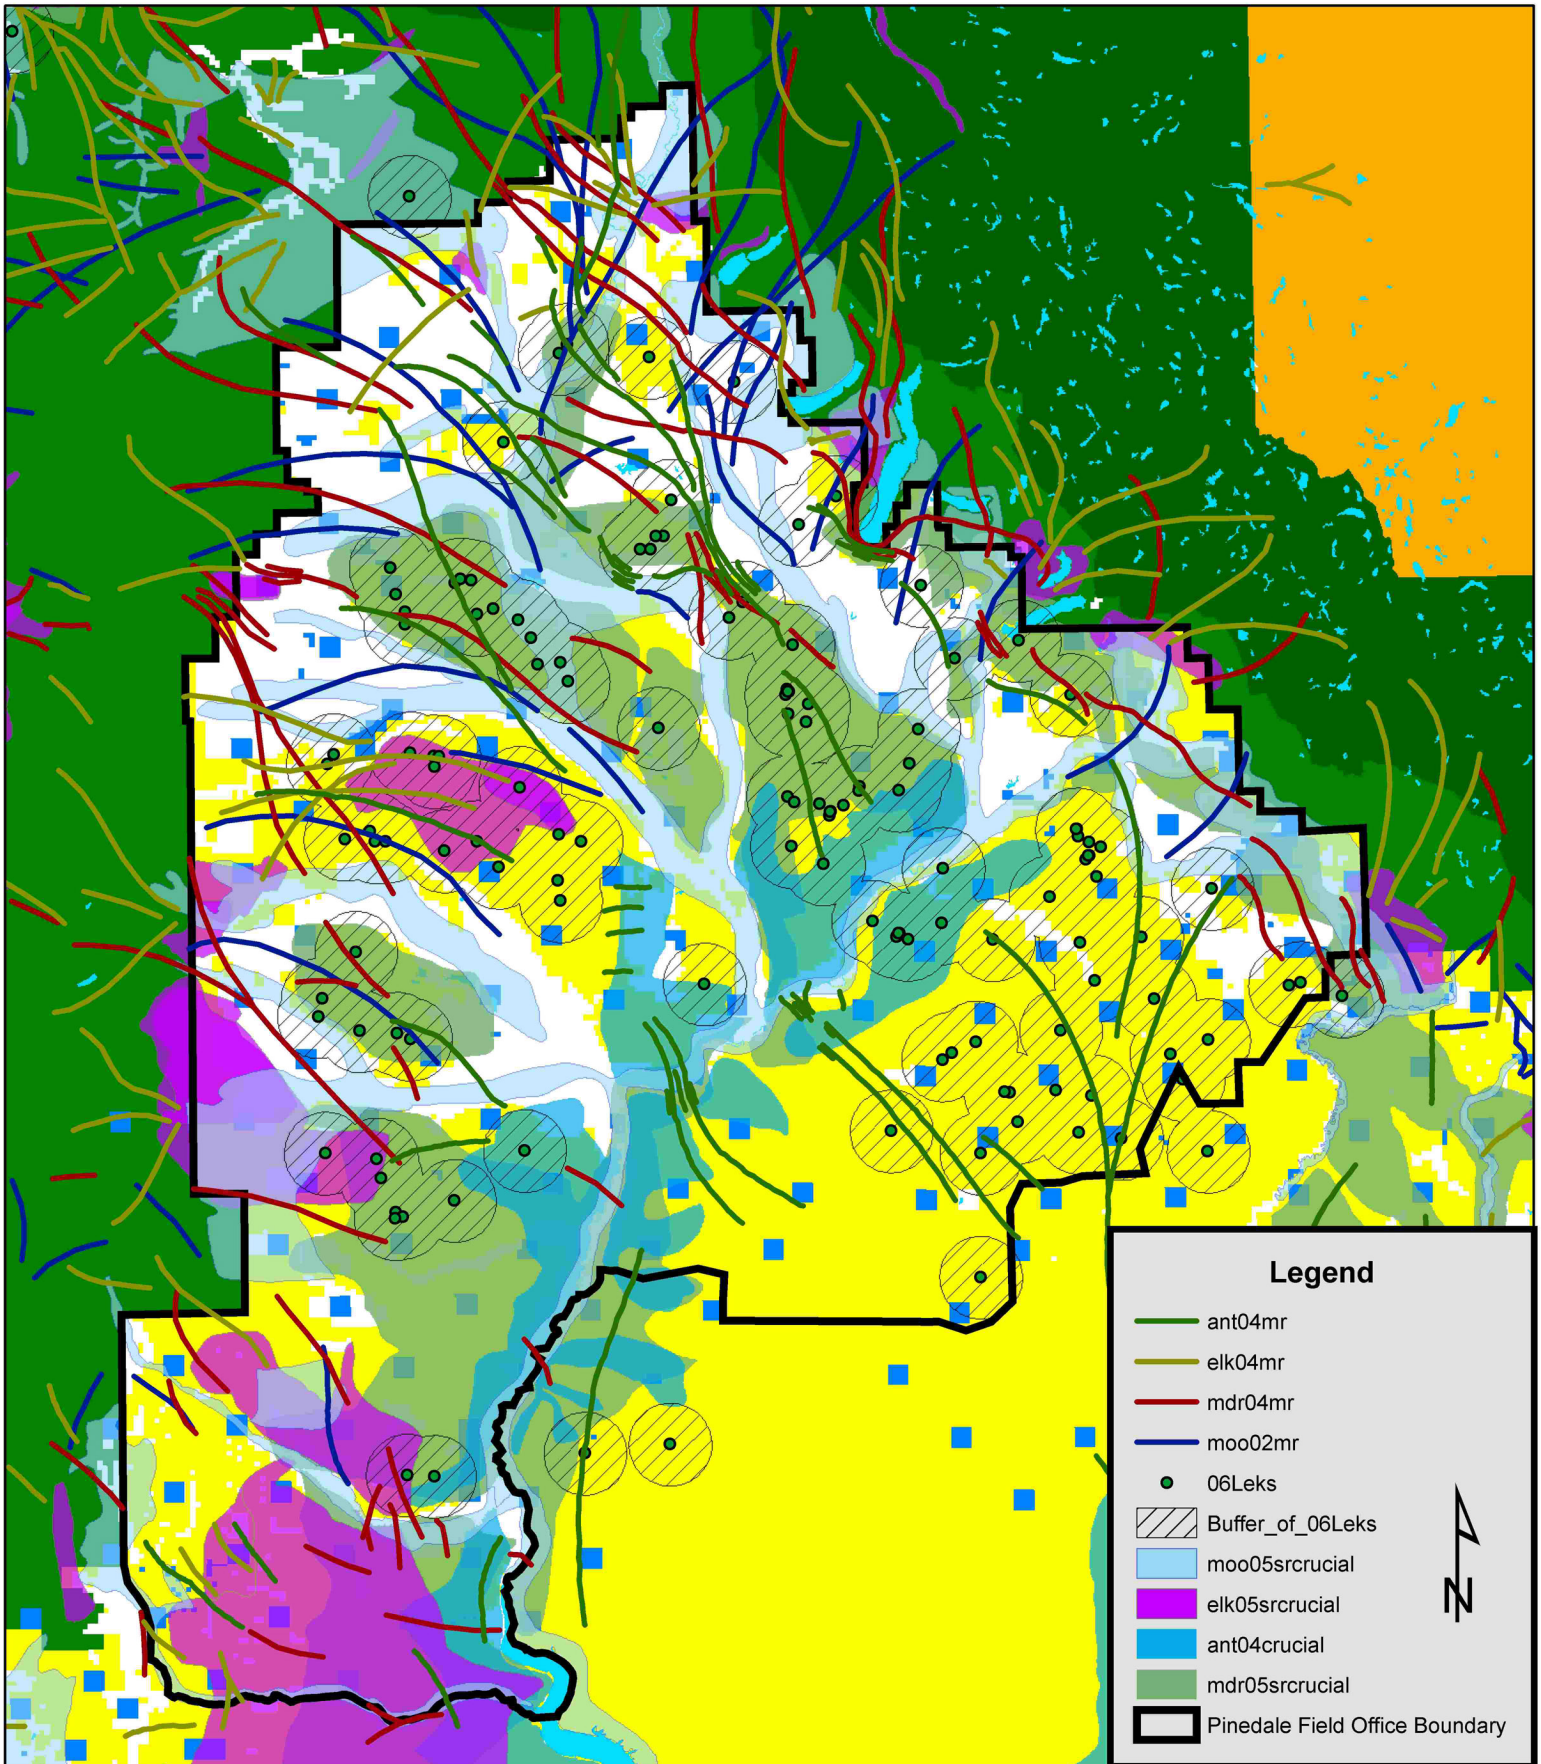 Legend
ant04mr
elk04mr
mdr04mr
moo02mr
06Leks
Buffer_of_06Leks
moo05srcrucial
elk05srcrucial
ant04crucial
mdr05srcrucial
Pinedale Field Office Boundary
N